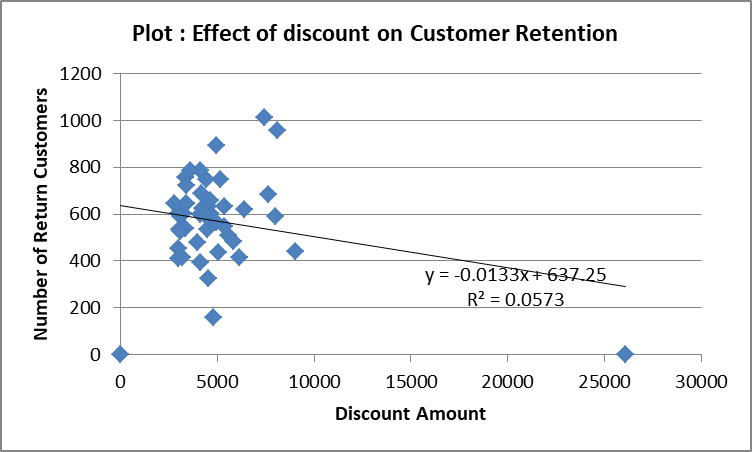 Plot : Effect of discount on Customer Retention
Number of Return Customers
1200
1000
800
600
400
200
0
y = -0.0133x + 637.25
R² = 0.0573
0 5000 10000 15000 20000 25000 30000
Discount Amount